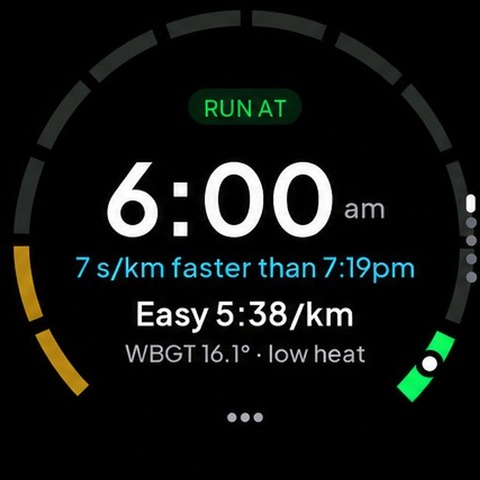 RUN AT
6:00 am
7 s/km faster than 7:19pm
Easy 5:38/km
WBGT 16.1° · low heat